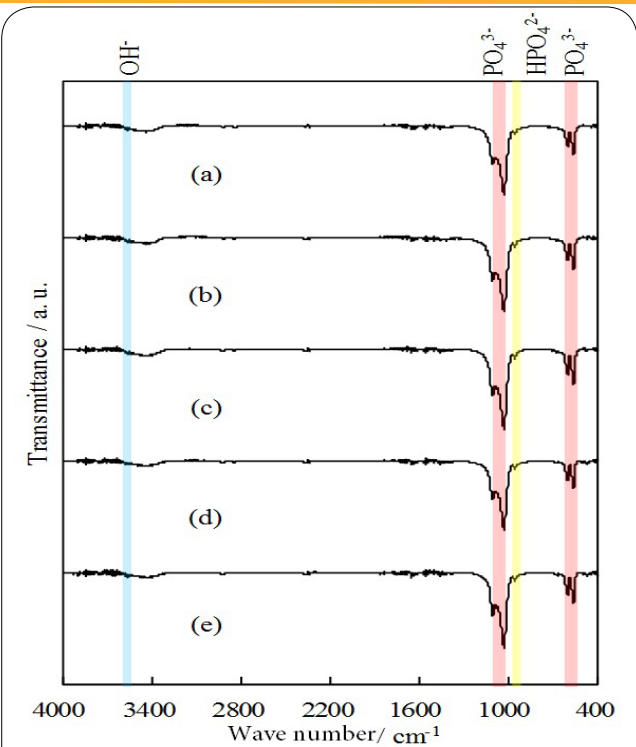 OH⁻
PO₄³⁻
HPO₄²⁻
PO₄³⁻
(a)
(b)
(c)
(d)
(e)
Transmittance / a. u.
4000 3400 2800 2200 1600 1000 400
Wave number/ cm⁻¹